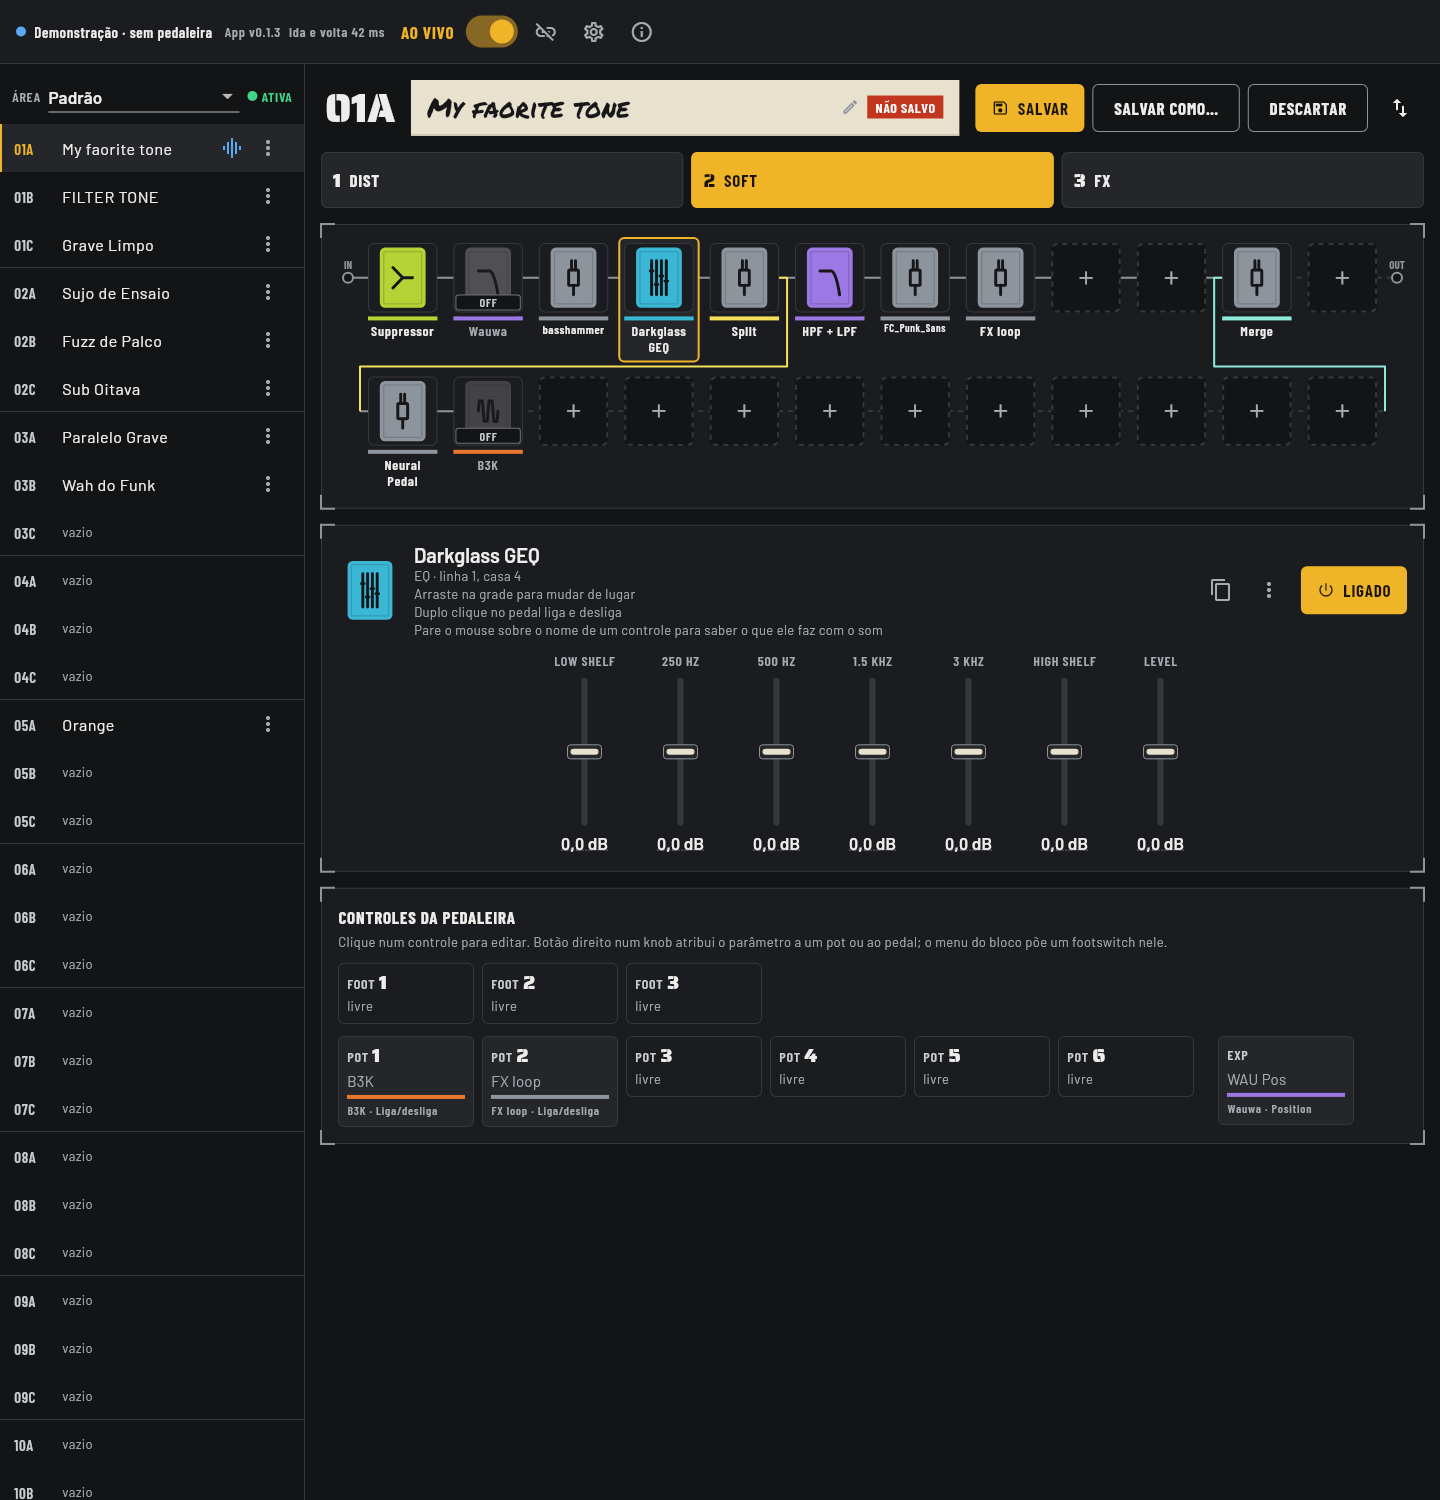 Demonstração · sem pedaleira App v0.1.3 Ida e volta 42 ms AO VIVO
ÁREA Padrão ATIVA
01A My faorite tone
01B FILTER TONE
01C Grave Limpo
02A Sujo de Ensaio
02B Fuzz de Palco
02C Sub Oitava
03A Paralelo Grave
03B Wah do Funk
03C vazio
04A vazio
04B vazio
04C vazio
05A Orange
05B vazio
05C vazio
06A vazio
06B vazio
06C vazio
07A vazio
07B vazio
07C vazio
08A vazio
08B vazio
08C vazio
09A vazio
09B vazio
09C vazio
10A vazio
10B vazio
01A My faorite tone NÃO SALVO SALVAR SALVAR COMO... DESCARTAR
1 DIST
2 SOFT
3 FX
IN
OFF
OUT
Suppressor
Wauwa
basshammer
Darkglass
GEQ
Split
HPF + LPF
FC_Punk_Sans
FX loop
Merge
OFF
Neural
Pedal
B3K
Darkglass GEQ
EQ · linha 1, casa 4
Arraste na grade para mudar de lugar
Duplo clique no pedal liga e desliga
Pare o mouse sobre o nome de um controle para saber o que ele faz com o som
LIGADO
LOW SHELF 250 HZ 500 HZ 1.5 KHZ 3 KHZ HIGH SHELF LEVEL
0,0 dB 0,0 dB 0,0 dB 0,0 dB 0,0 dB 0,0 dB 0,0 dB
CONTROLES DA PEDALEIRA
Clique num controle para editar. Botão direito num knob atribui o parâmetro a um pot ou ao pedal; o menu do bloco põe um footswitch nele.
FOOT 1
livre
FOOT 2
livre
FOOT 3
livre
POT 1
B3K
B3K · Liga/desliga
POT 2
FX loop
FX loop · Liga/desliga
POT 3
livre
POT 4
livre
POT 5
livre
POT 6
livre
EXP
WAU Pos
Wauwa · Position